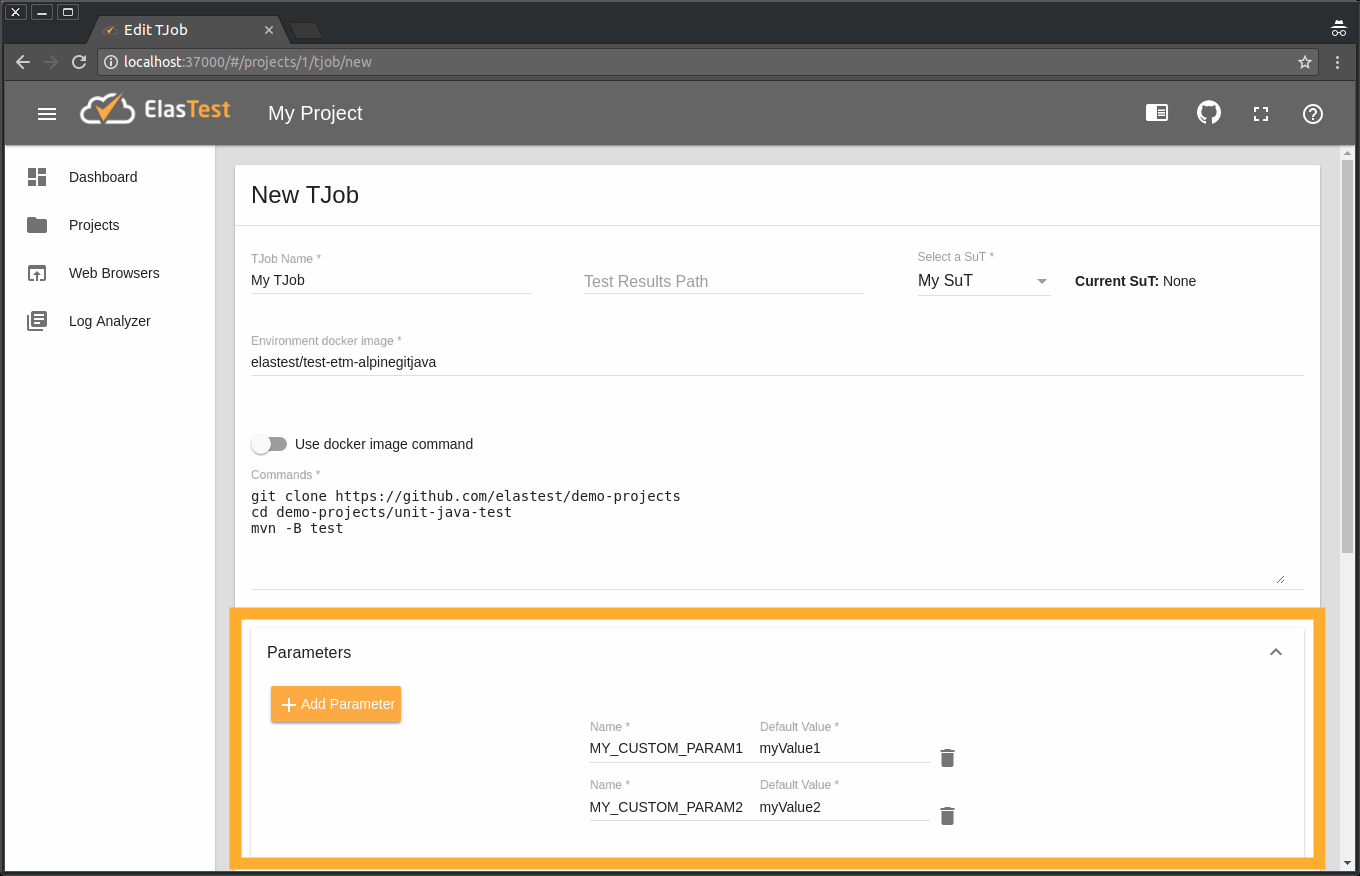 Edit TJob
localhost:37000/#/projects/1/tjob/new
ElasTest
My Project
Dashboard
Projects
Web Browsers
Log Analyzer
New TJob
TJob Name *
My TJob
Test Results Path
Select a SuT *
My SuT
Current SuT: None
Environment docker image *
elastest/test-etm-alpinegitjava
Use docker image command
Commands *
git clone https://github.com/elastest/demo-projects
cd demo-projects/unit-java-test
mvn -B test
Parameters
Add Parameter
Name * Default Value *
MY_CUSTOM_PARAM1 myValue1
Name * Default Value *
MY_CUSTOM_PARAM2 myValue2